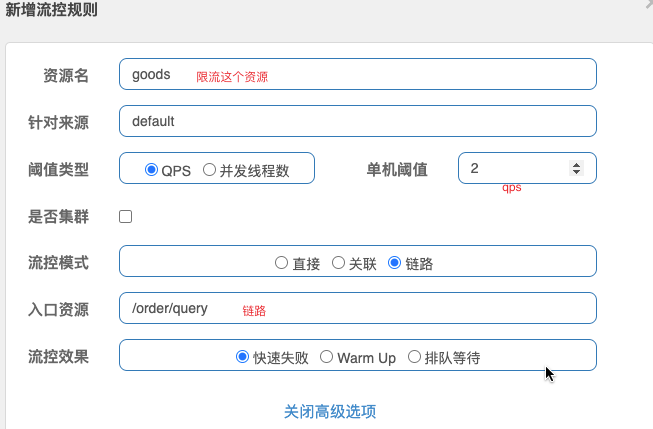 新增流控规则
资源名 goods 限流这个资源
针对来源 default
阈值类型 QPS 并发线程数 单机阈值 2
qps
是否集群
流控模式 直接 关联 链路
入口资源 /order/query 链路
流控效果 快速失败 Warm Up 排队等待
关闭高级选项